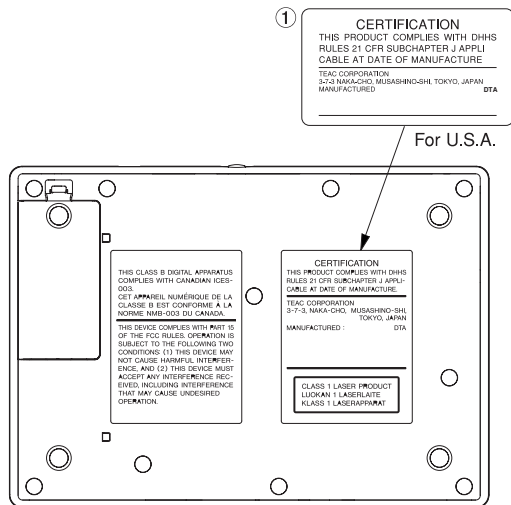 ①
CERTIFICATION
THIS PRODUCT COMPLIES WITH DHHS
RULES 21 CFR SUBCHAPTER J APPLI
CABLE AT DATE OF MANUFACTURE
TEAC CORPORATION
3-7-3 NAKA-CHO, MUSASHINO-SHI, TOKYO, JAPAN
MANUFACTURED DTA
For U.S.A.
THIS CLASS B DIGITAL APPARATUS
COMPLIES WITH CANADIAN ICES-
003.
CET APPAREIL NUMÉRIQUE DE LA
CLASSE B EST CONFORME À LA
NORME NMB-003 DU CANADA.
THIS DEVICE COMPLIES WITH PART 15
OF THE FCC RULES. OPERATION IS
SUBJECT TO THE FOLLOWING TWO
CONDITIONS: (1) THIS DEVICE MAY
NOT CAUSE HARMFUL INTERFER-
ENCE, AND (2) THIS DEVICE MUST
ACCEPT ANY INTERFERENCE REC-
EIVED, INCLUDING INTERFERENCE
THAT MAY CAUSE UNDESIRED
OPERATION.
CERTIFICATION
THIS PRODUCT COMPLIES WITH DHHS
RULES 21 CFR SUBCHAPTER J APPLI-
CABLE AT DATE OF MANUFACTURE.
TEAC CORPORATION
3-7-3, NAKA-CHO, MUSASHINO-SHI,
TOKYO, JAPAN
MANUFACTURED : DTA
CLASS 1 LASER PRODUCT
LUOKAN 1 LASERLAITE
KLASS 1 LASERAPPARAT